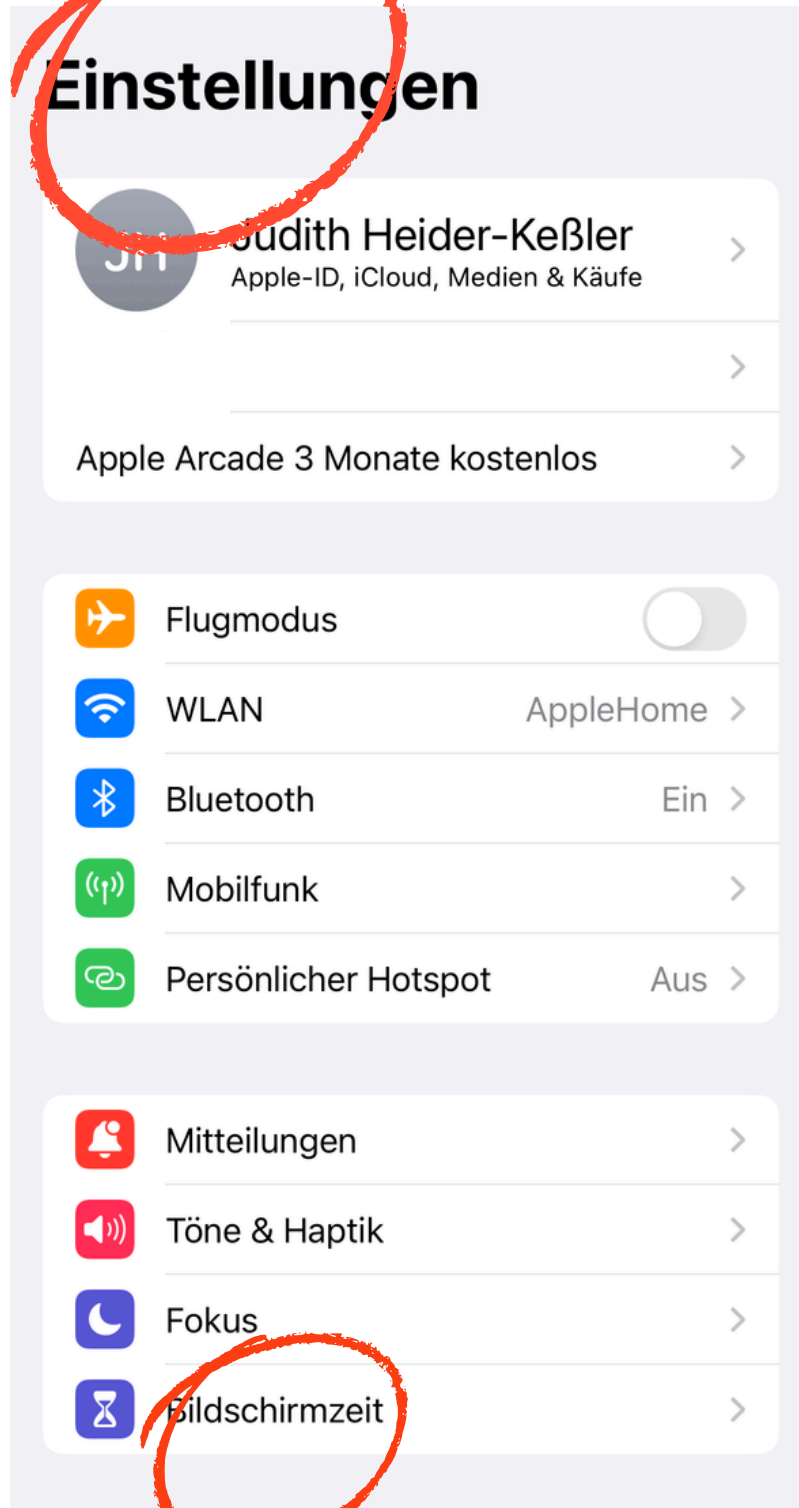 Einstellungen
JH
Judith Heider-Keßler
Apple-ID, iCloud, Medien & Käufe
Apple Arcade 3 Monate kostenlos
Flugmodus
WLAN AppleHome
Bluetooth Ein
Mobilfunk
Persönlicher Hotspot Aus
Mitteilungen
Töne & Haptik
Fokus
Bildschirmzeit